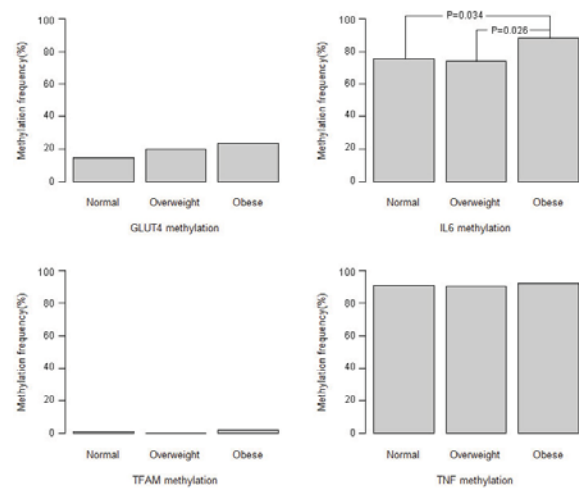 Methylation frequency(%)
100
80
60
40
20
0
Normal Overweight Obese
GLUT4 methylation
Methylation frequency(%)
100
80
60
40
20
0
P=0.034
P=0.026
Normal Overweight Obese
IL6 methylation
Methylation frequency(%)
100
80
60
40
20
0
Normal Overweight Obese
TFAM methylation
Methylation frequency(%)
100
80
60
40
20
0
Normal Overweight Obese
TNF methylation